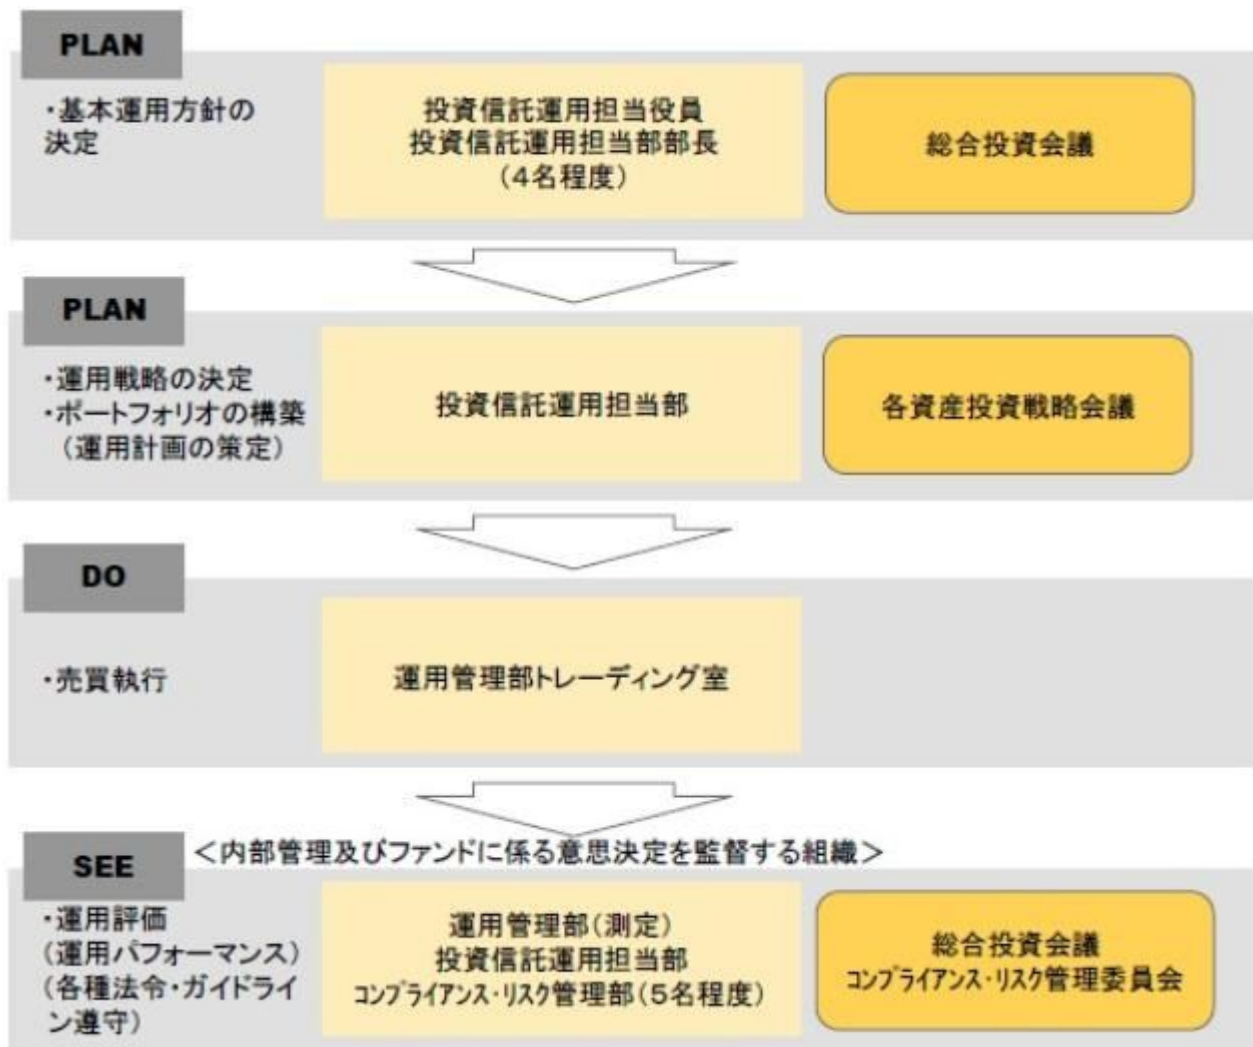 PLAN
・基本運用方針の
決定
投資信託運用担当役員
投資信託運用担当部部長
(4名程度)
総合投資会議
PLAN
・運用戦略の決定
・ポートフォリオの構築
(運用計画の策定)
投資信託運用担当部
各資産投資戦略会議
DO
・売買執行
運用管理部トレーディング室
SEE
<内部管理及びファンドに係る意思決定を監督する組織>
・運用評価
(運用パフォーマンス)
(各種法令・ガイドライ
ン遵守)
運用管理部(測定)
投資信託運用担当部
コンプライアンス・リスク管理部(5名程度)
総合投資会議
コンプライアンス・リスク管理委員会